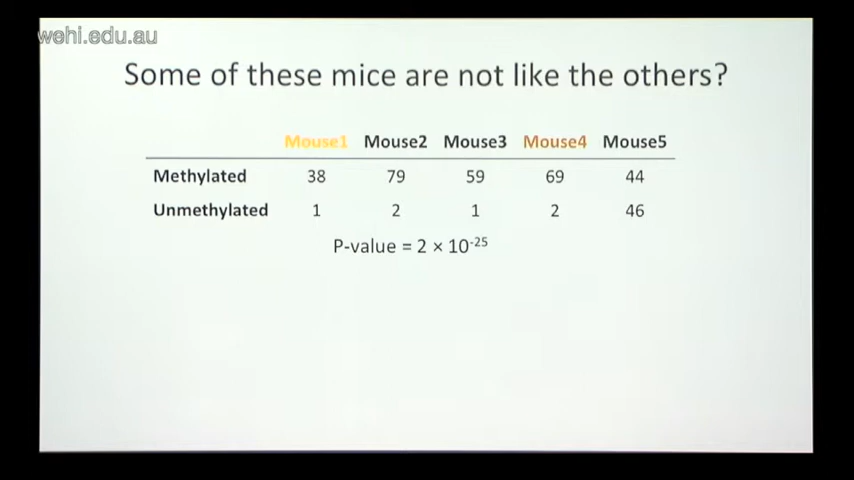 wehi.edu.au
Some of these mice are not like the others?
Mouse1 Mouse2 Mouse3 Mouse4 Mouse5
Methylated 38 79 59 69 44
Unmethylated 1 2 1 2 46
P-value = 2 × 10⁻²⁵